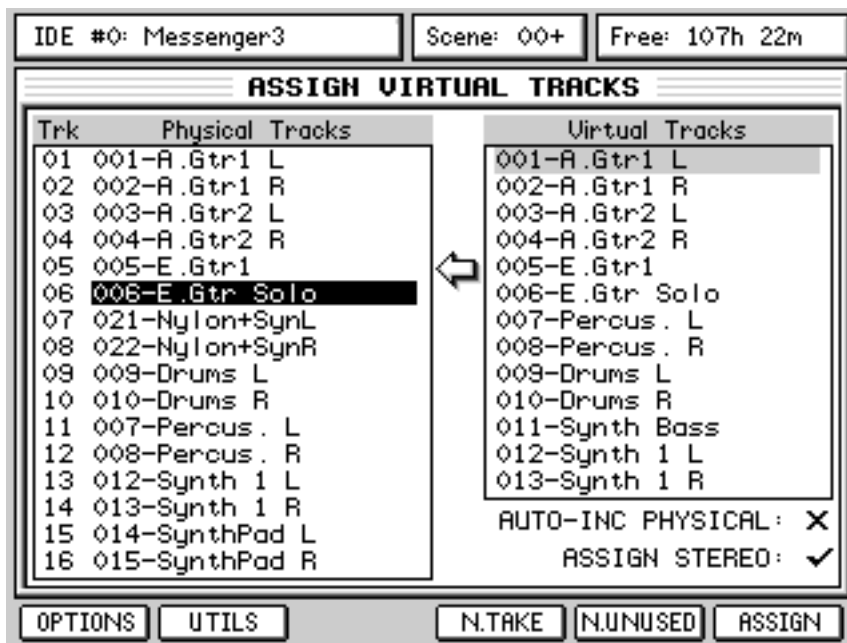 IDE #0: Messenger3
Scene: 00+
Free: 107h 22m
ASSIGN VIRTUAL TRACKS
Trk Physical Tracks
01 001-A.Gtr1 L
02 002-A.Gtr1 R
03 003-A.Gtr2 L
04 004-A.Gtr2 R
05 005-E.Gtr1
06 006-E.Gtr Solo
07 021-Nylon+SynL
08 022-Nylon+SynR
09 009-Drums L
10 010-Drums R
11 007-Percus. L
12 008-Percus. R
13 012-Synth 1 L
14 013-Synth 1 R
15 014-SynthPad L
16 015-SynthPad R
Virtual Tracks
001-A.Gtr1 L
002-A.Gtr1 R
003-A.Gtr2 L
004-A.Gtr2 R
005-E.Gtr1
006-E.Gtr Solo
007-Percus. L
008-Percus. R
009-Drums L
010-Drums R
011-Synth Bass
012-Synth 1 L
013-Synth 1 R
AUTO-INC PHYSICAL:
ASSIGN STEREO:
OPTIONS
UTILS
N.TAKE
N.UNUSED
ASSIGN